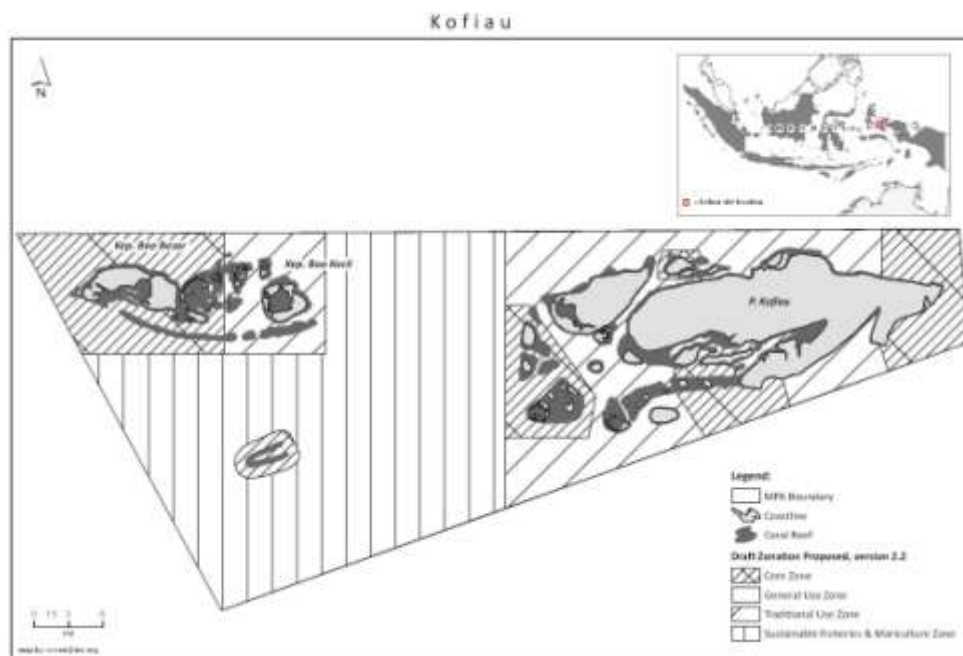 Kofiau
N
Kep. Boo Besar
Kep. Boo Kecil
P. Kofiau
Legend:
MPA Boundary
Coastline
Coral Reef
Draft Zonation Proposed, version 2.2
Core Zone
General Use Zone
Traditional Use Zone
Sustainable Fisheries & Mariculture Zone